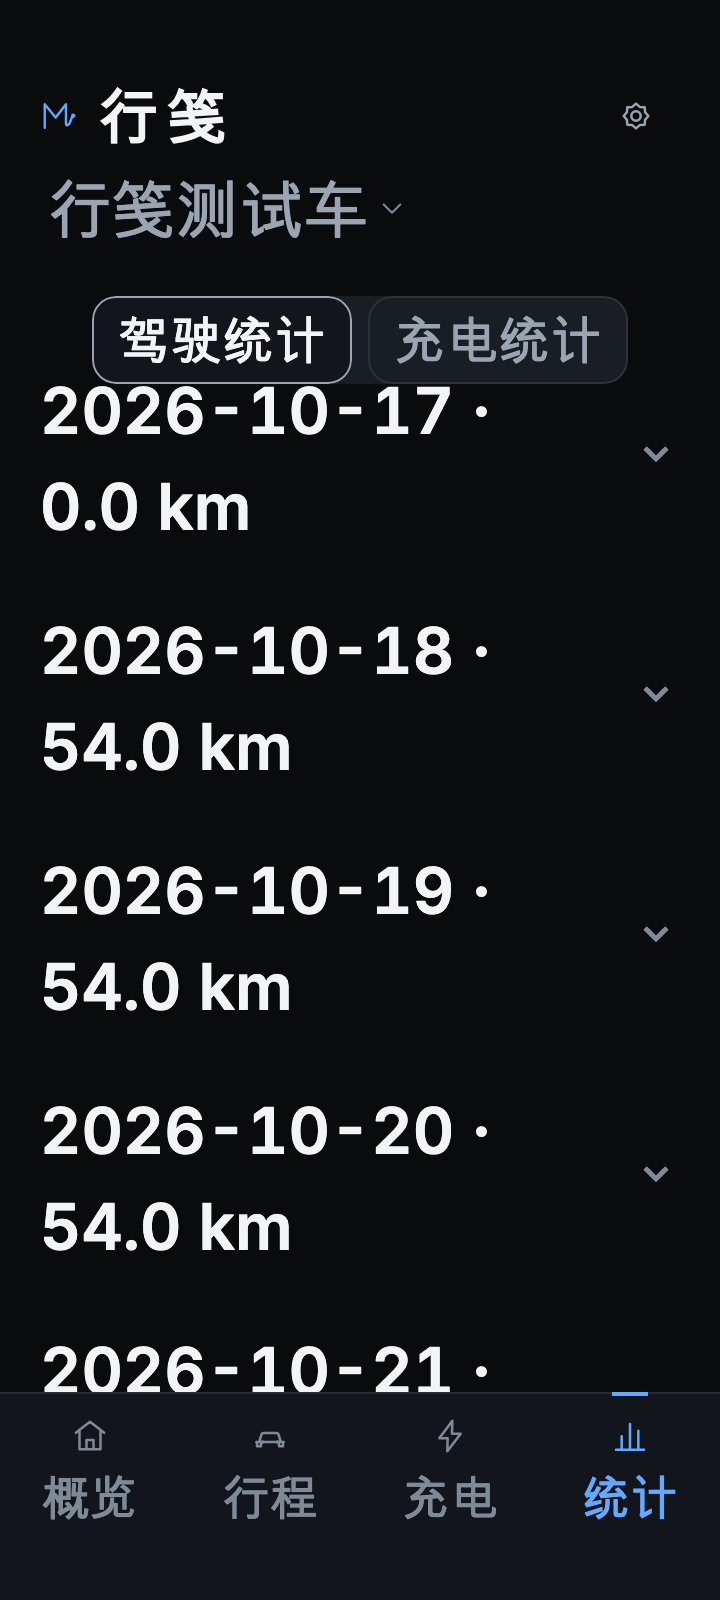 行笺
行笺测试车
驾驶统计
充电统计
2026-10-17 ·
0.0 km
2026-10-18 ·
54.0 km
2026-10-19 ·
54.0 km
2026-10-20 ·
54.0 km
2026-10-21 ·
概览
行程
充电
统计